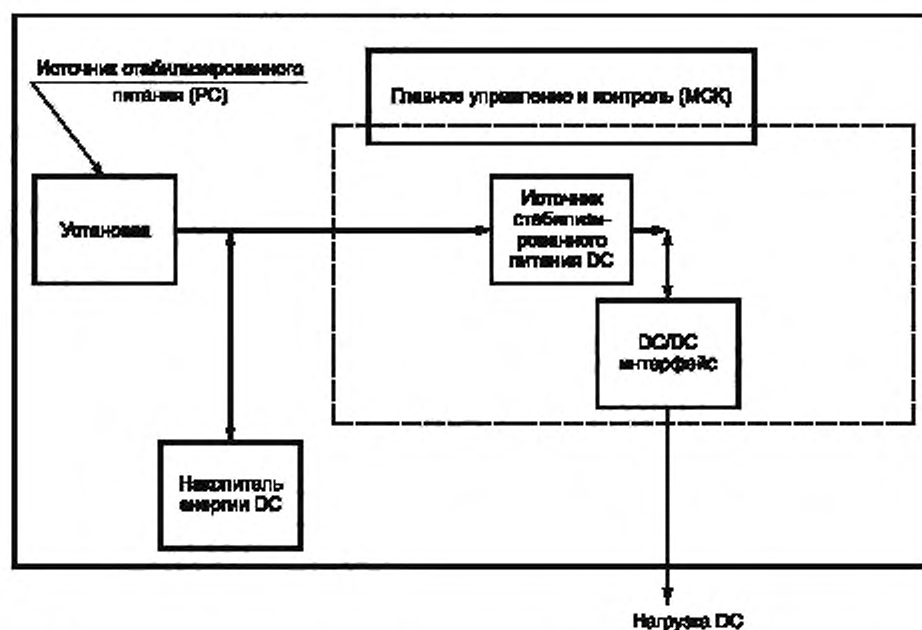 Источник стабилизированного
питания (PC)
Главное управление и контроль (МСК)
Установка
Источник
стабилизи-
рованного
питания DC
DC/DC
интерфейс
Накопитель
энергии DC
Нагрузка DC